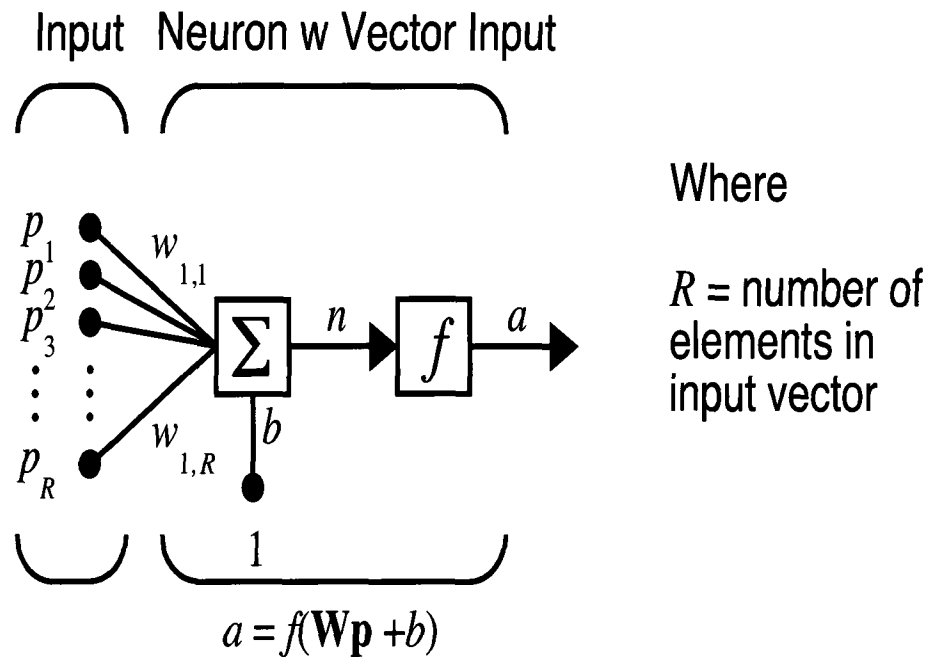 Input Neuron w Vector Input
Where
p1
w1,1
p2
p3
Σ
n
f
a
R = number of
elements in
input vector
pR
w1,R
b
1
a = f(Wp +b)